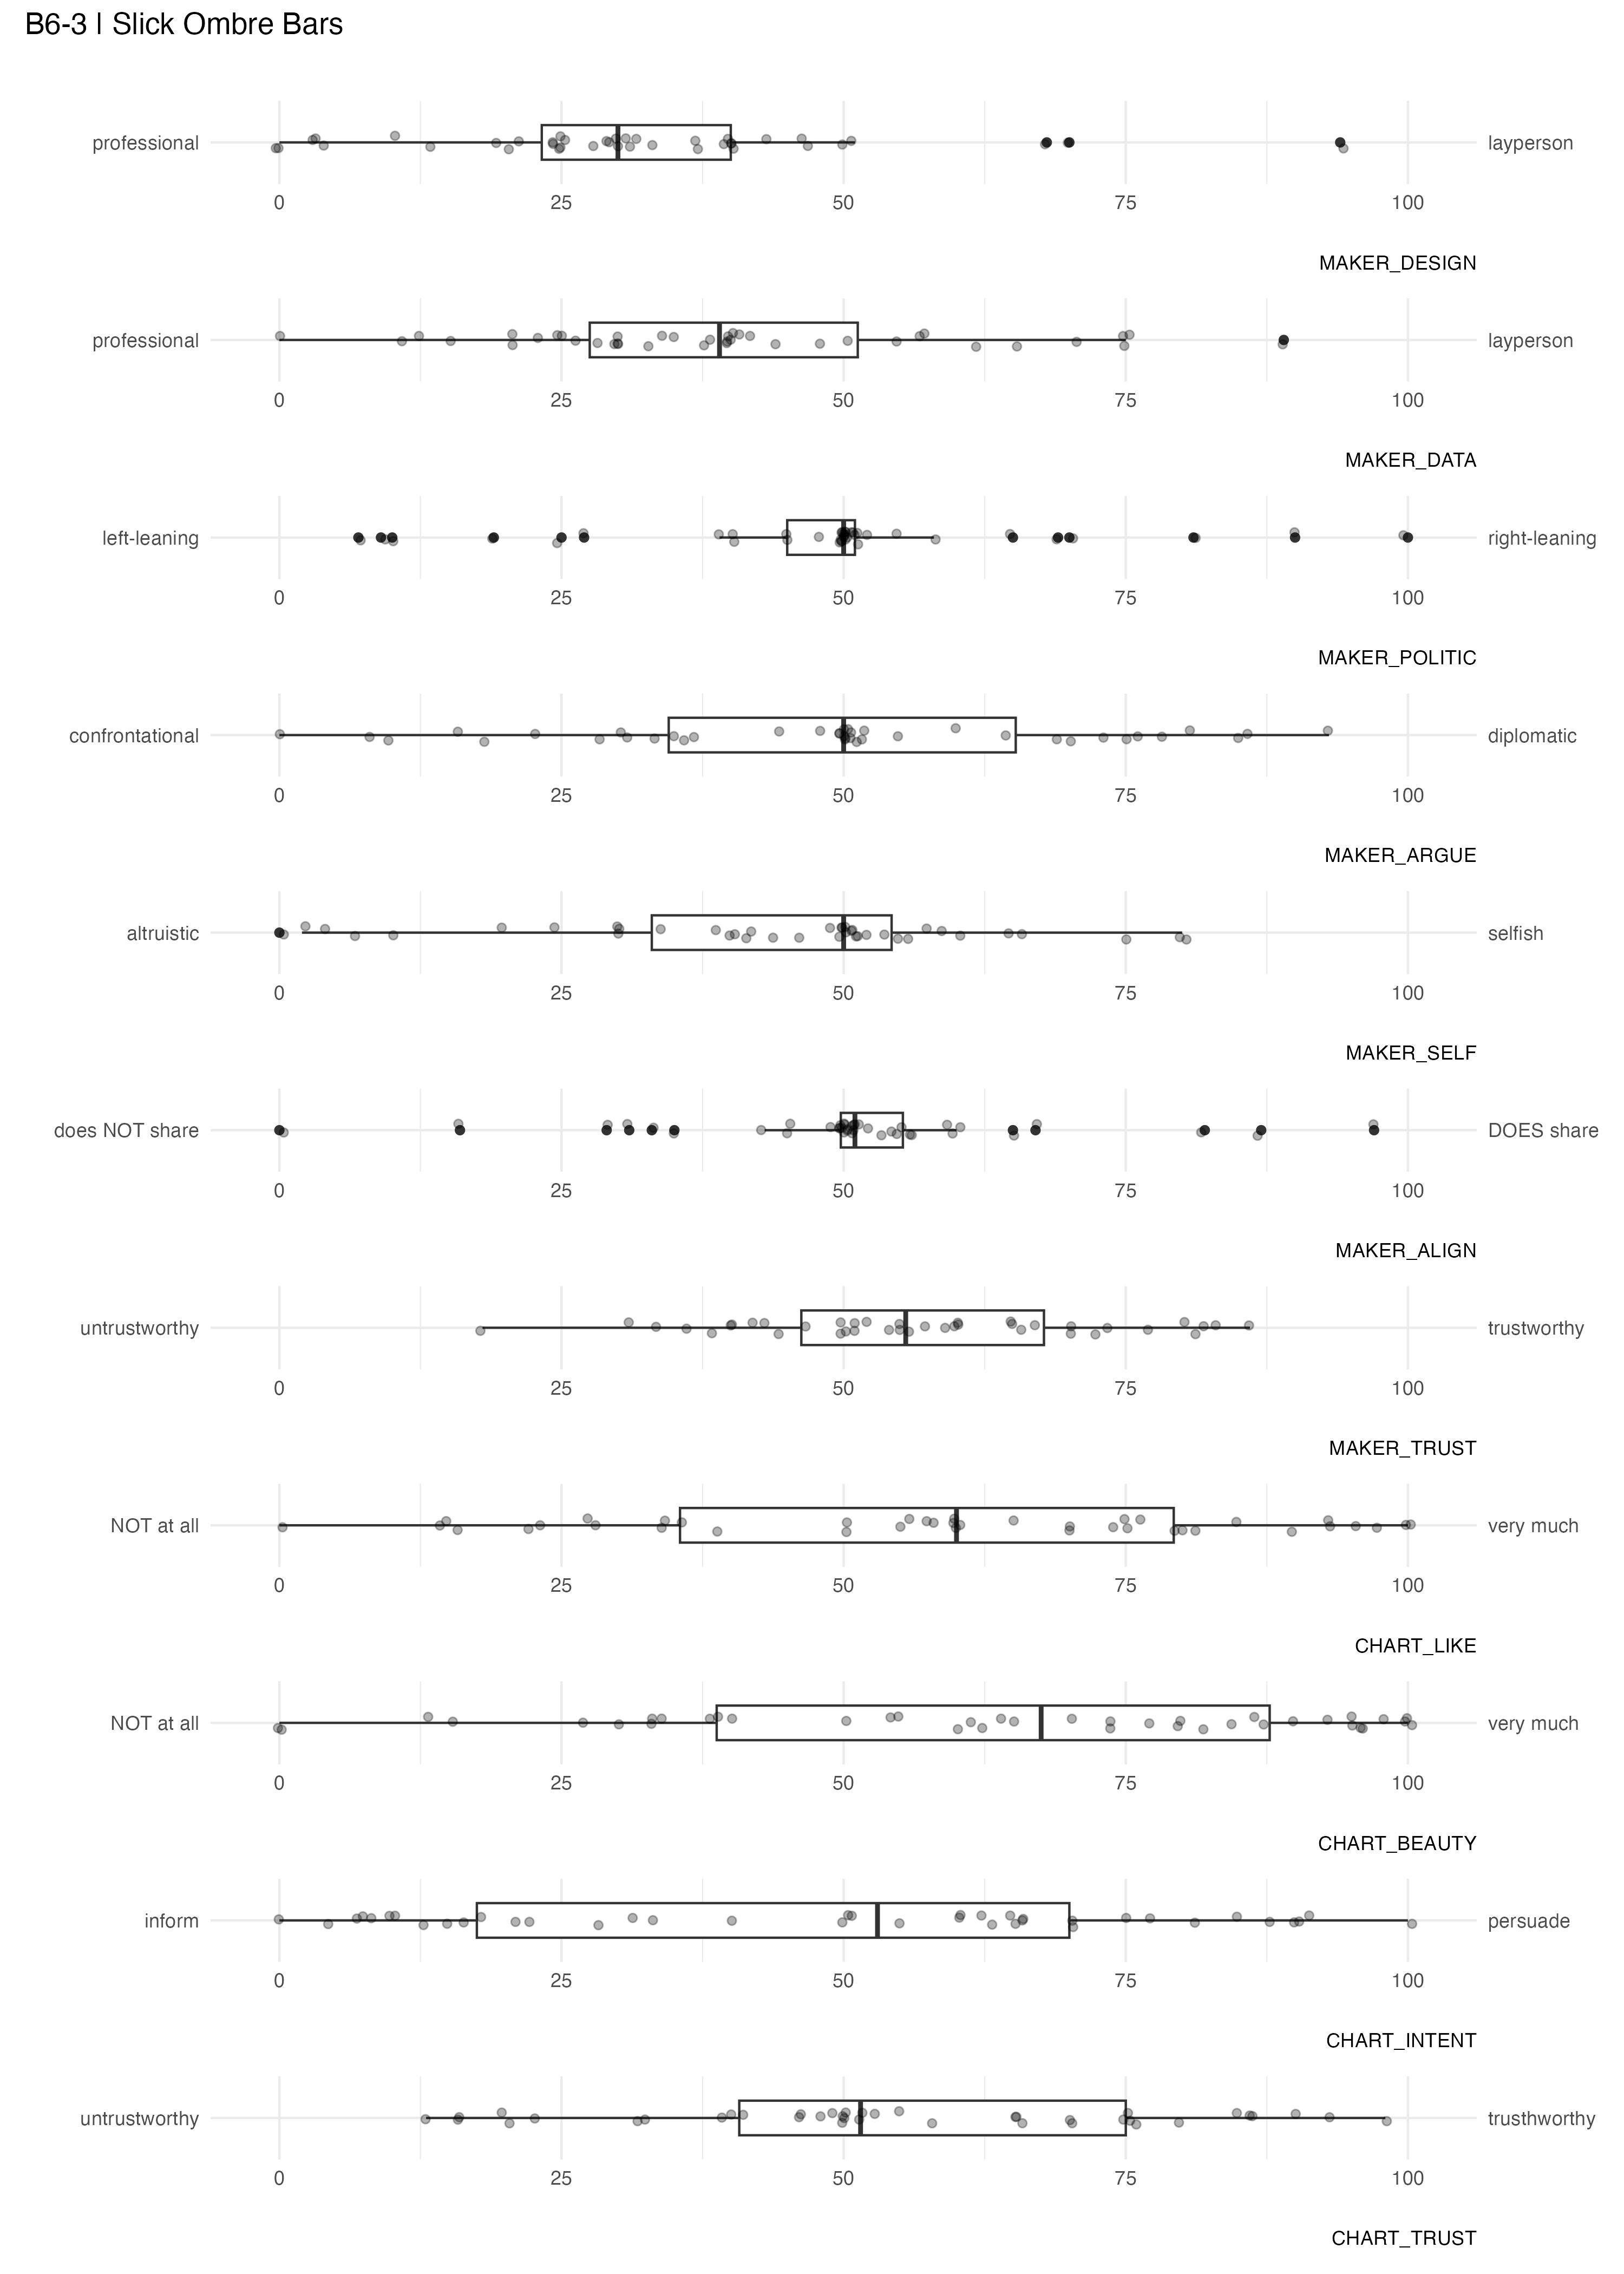 B6-3 | Slick Ombre Bars
professional layperson
0 25 50 75 100
MAKER_DESIGN
professional layperson
0 25 50 75 100
MAKER_DATA
left-leaning right-leaning
0 25 50 75 100
MAKER_POLITIC
confrontational diplomatic
0 25 50 75 100
MAKER_ARGUE
altruistic selfish
0 25 50 75 100
MAKER_SELF
does NOT share DOES share
0 25 50 75 100
MAKER_ALIGN
untrustworthy trustworthy
0 25 50 75 100
MAKER_TRUST
NOT at all very much
0 25 50 75 100
CHART_LIKE
NOT at all very much
0 25 50 75 100
CHART_BEAUTY
inform persuade
0 25 50 75 100
CHART_INTENT
untrustworthy trusthworthy
0 25 50 75 100
CHART_TRUST